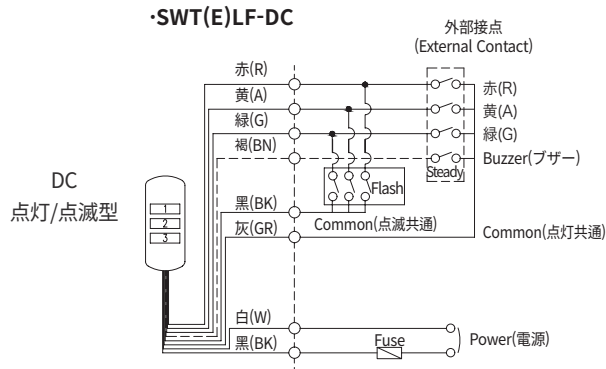 ·SWT(E)LF-DC
外部接点
(External Contact)
赤(R)
赤(R)
黄(A)
黄(A)
緑(G)
緑(G)
褐(BN)
Buzzer(ブザー)
Steady
DC
点灯/点滅型
1
2
3
Flash
黒(BK)
Common(点滅共通)
灰(GR)
Common(点灯共通)
白(W)
Fuse
Power(電源)
黒(BK)